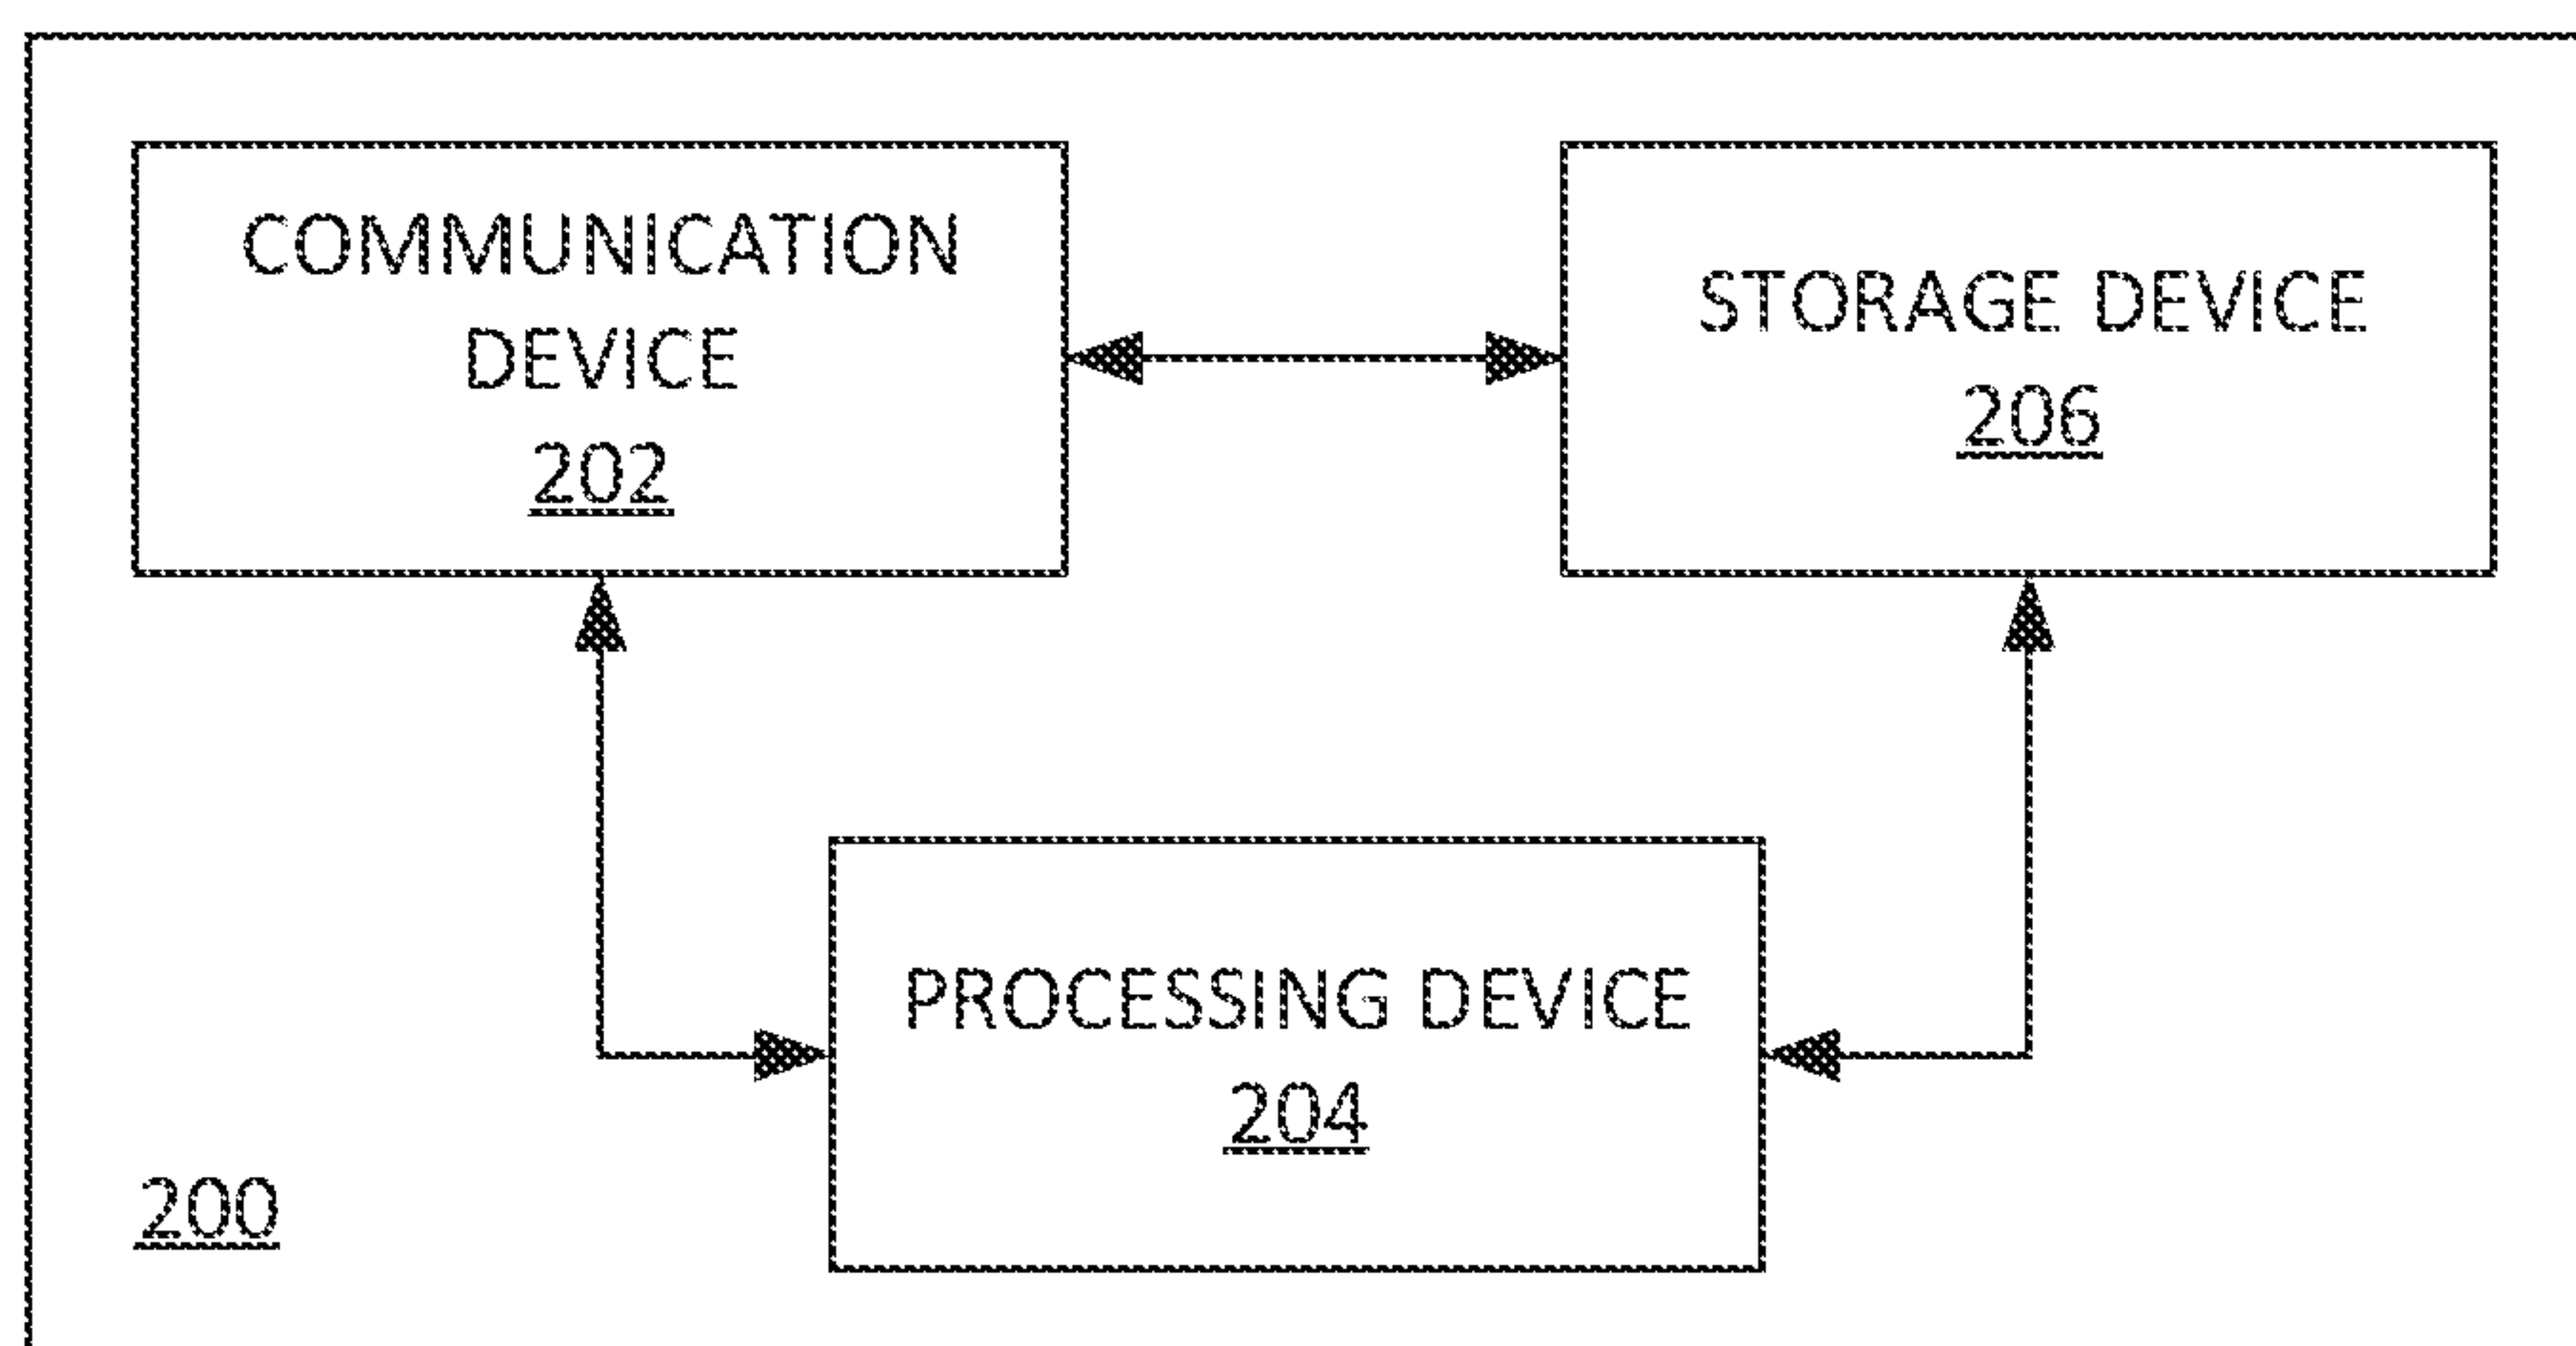 COMMUNICATION
DEVICE
202
STORAGE DEVICE
206
PROCESSING DEVICE
204
200